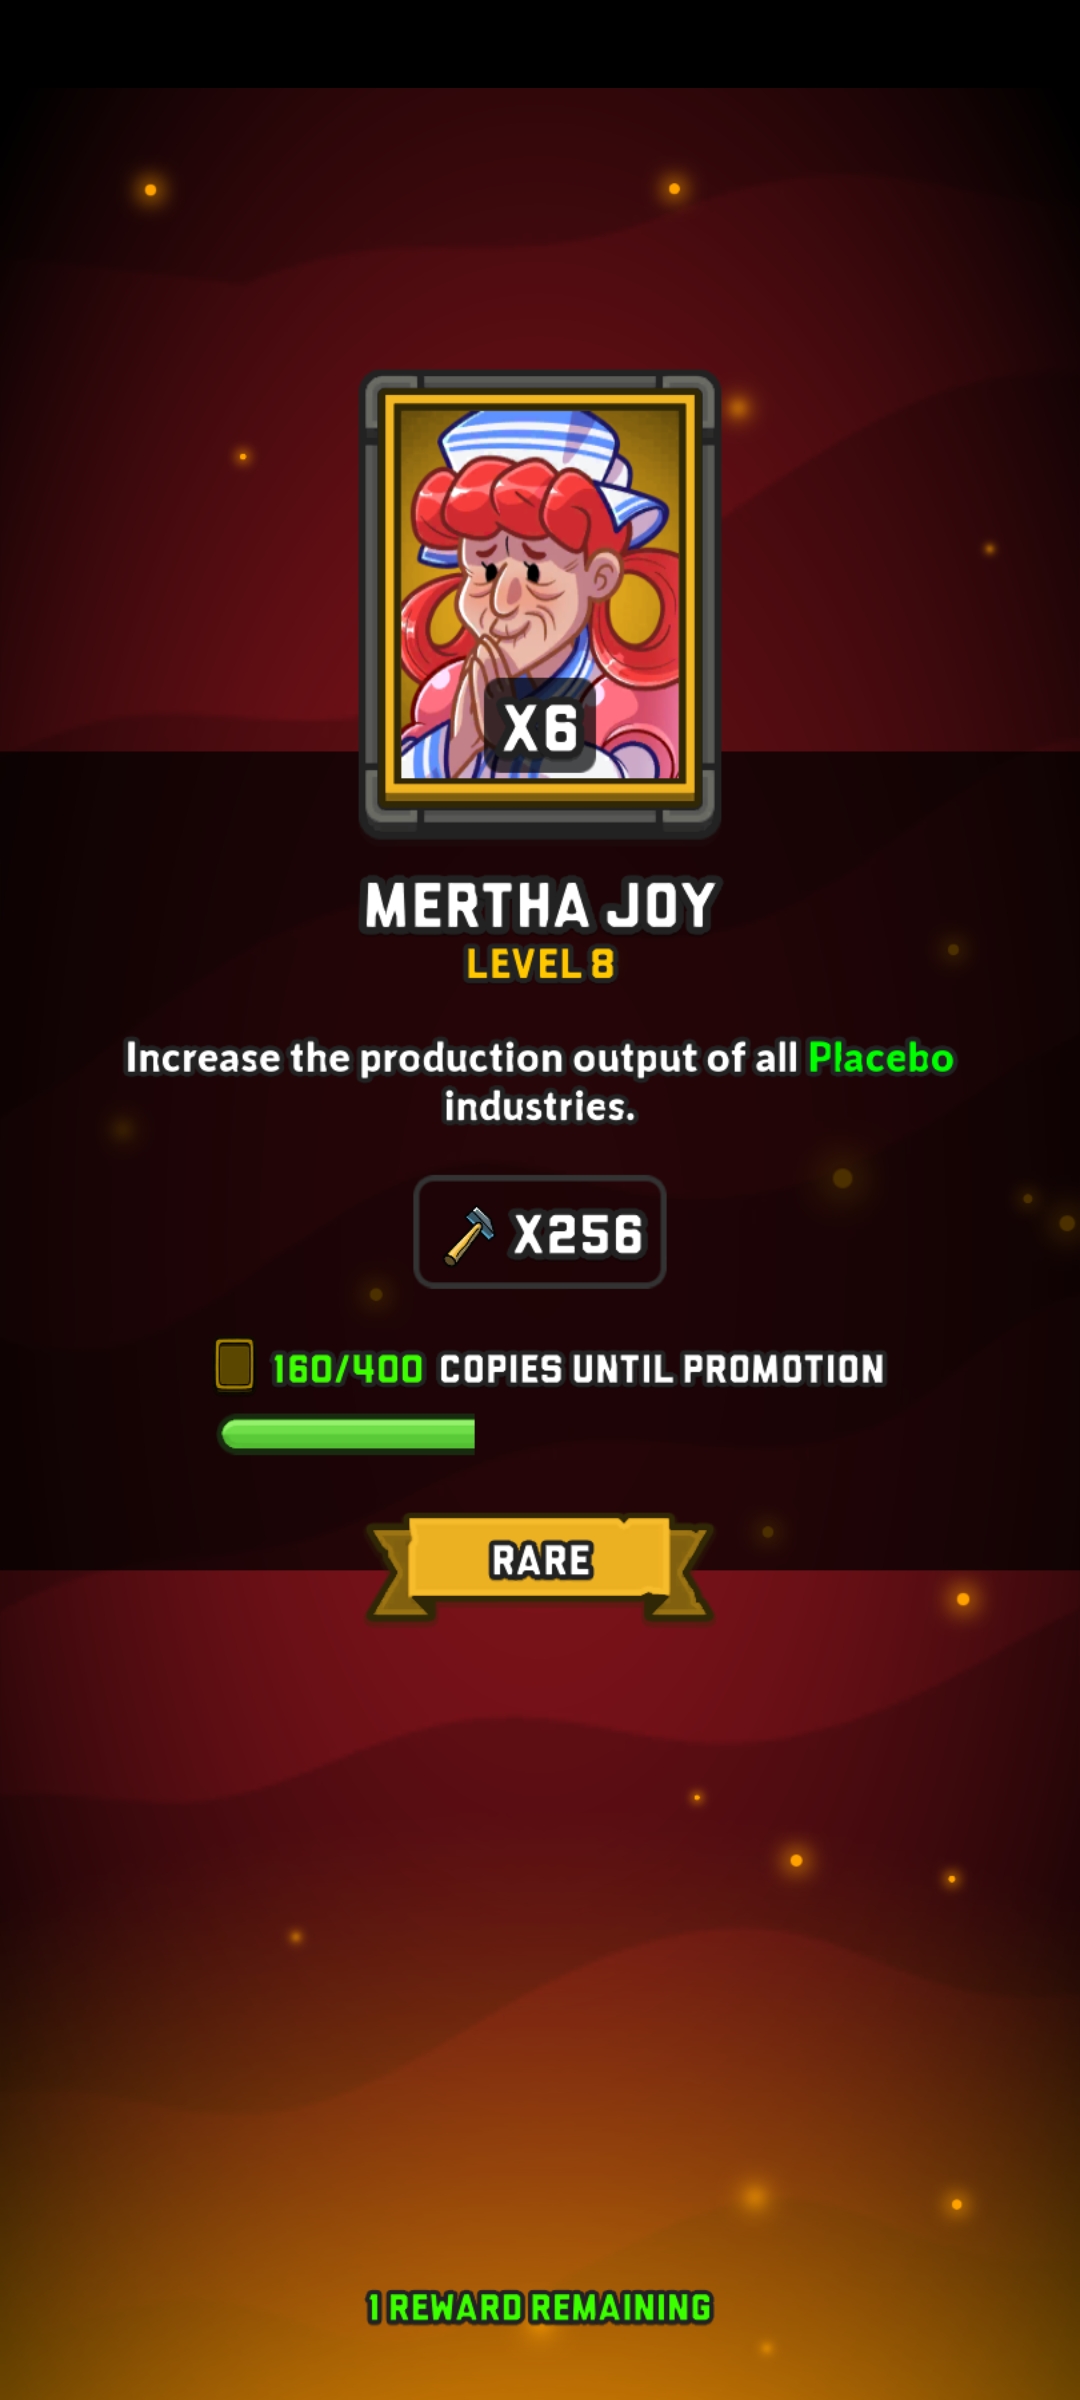 X6
MERTHA JOY
LEVEL 8
Increase the production output of all Placebo
industries.
X256
160/400 COPIES UNTIL PROMOTION
RARE
1 REWARD REMAINING